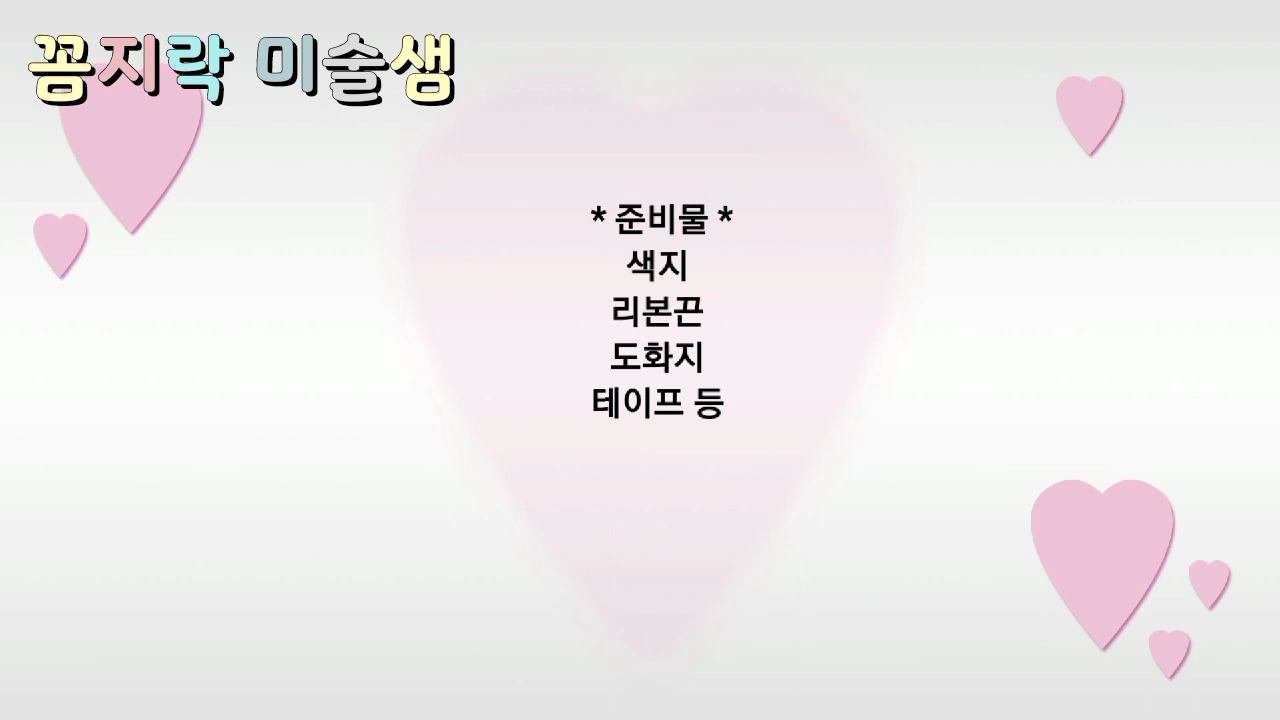 꼼지락 미술샘
* 준비물 *
색지
리본끈
도화지
테이프 등